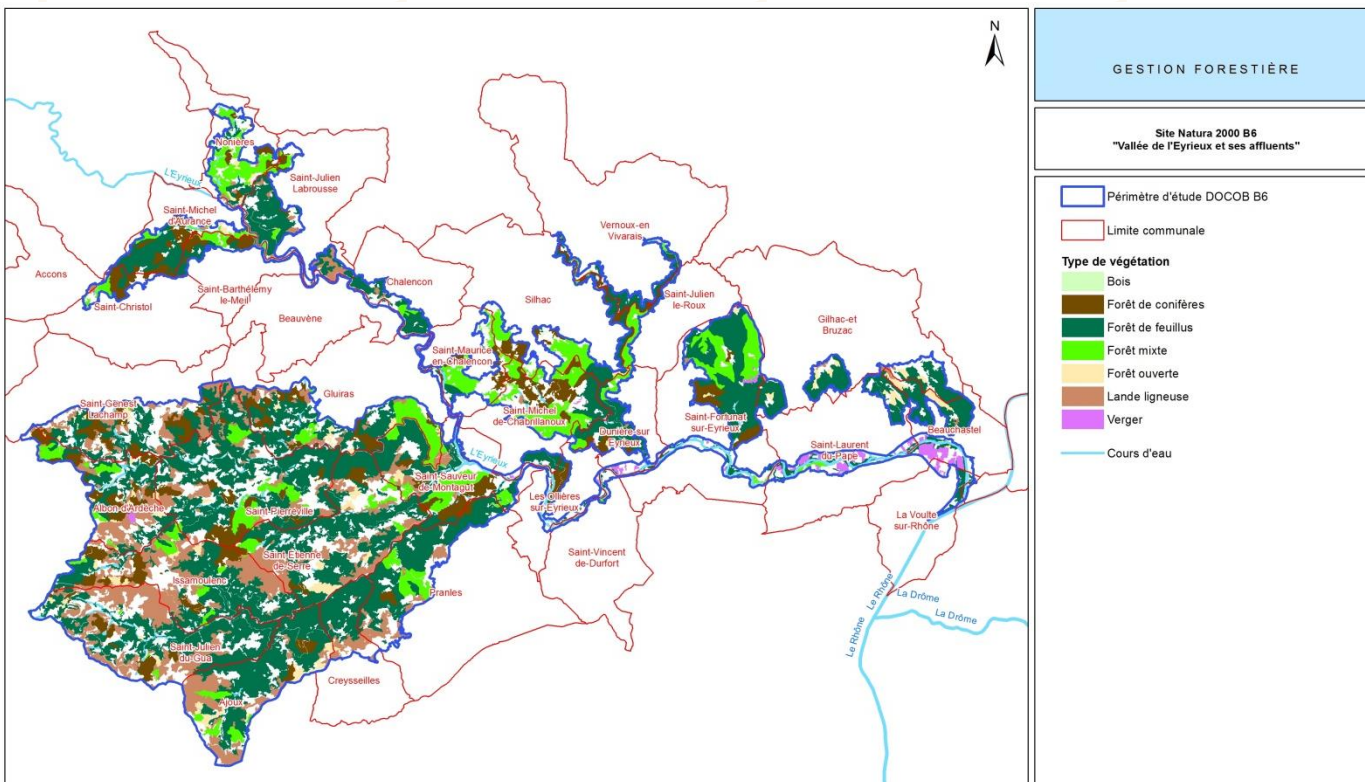 N
Nonières
Saint-Julien
Labrousse
L'Eyrieux
Saint-Michel
d'Aurance
Vernoux-en
Vivarais
Accons
Chalencon
Saint-Barthélémy
le-Meil
Saint-Christol
Silhac
Saint-Julien
le-Roux
Gilhac-et
Bruzac
Beauvène
Saint-Maurice
en-Chalencon
Gluiras
Saint-Genest
Lachamp
Saint-Michel
de-Chabrillanoux
Saint-Fortunat
sur-Eyrieux
Dunière-sur
Eyrieux
Beauchastel
Saint-Laurent
du-Pape
L'Eyrieux
Saint-Sauveur
de-Montagut
Les Ollières
sur-Eyrieux
Albon-d'Ardèche
Saint-Pierreville
La Voulte
sur-Rhône
Saint-Etienne
de-Serre
Saint-Vincent
de-Durfort
Issamoulenc
Pranles
Le Rhône
La Drôme
La Drôme
Le Rhône
Saint-Julien
du-Gua
Creysseilles
Ajoux
GESTION FORESTIÈRE
Site Natura 2000 B6
"Vallée de l'Eyrieux et ses affluents"
Périmètre d'étude DOCOB B6
Limite communale
Type de végétation
Bois
Forêt de conifères
Forêt de feuillus
Forêt mixte
Forêt ouverte
Lande ligneuse
Verger
Cours d'eau